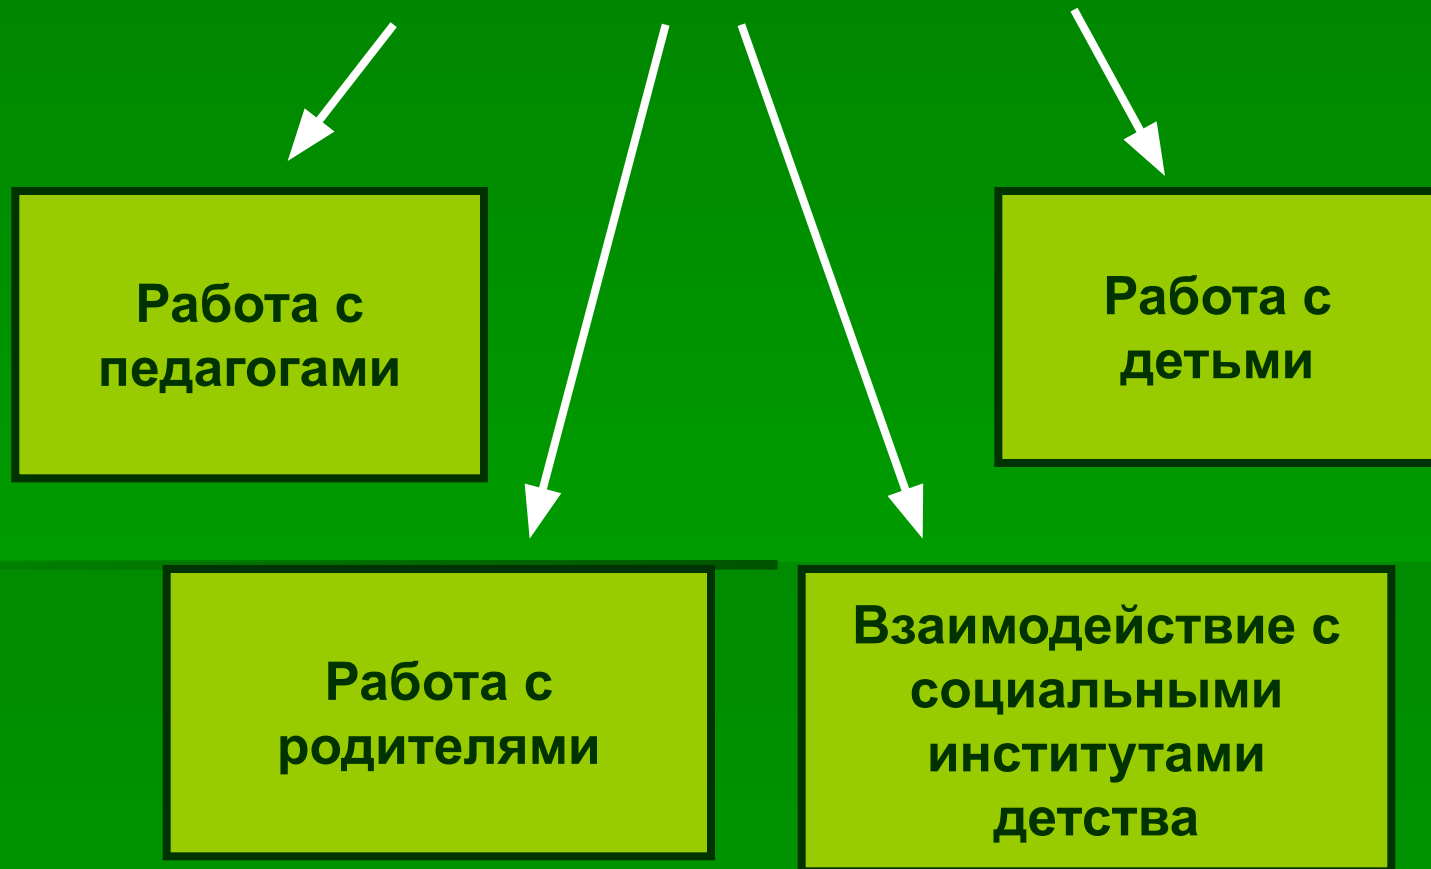 Работа с
педагогами
Работа с
детьми
Работа с
родителями
Взаимодействие с
социальными
институтами
детства